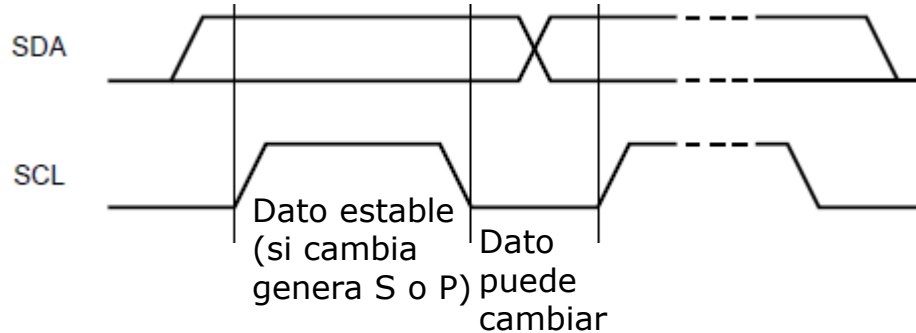 SDA
SCL
Dato estable
(si cambia
genera S o P)
Dato
puede
cambiar